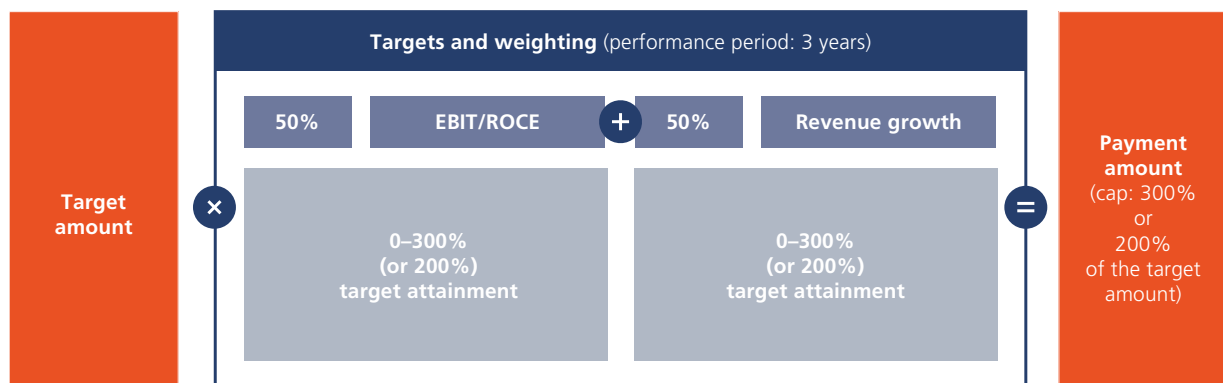 Targets and weighting (performance period: 3 years)
50%
EBIT/ROCE
+
50%
Revenue growth
Target
amount
×
0–300%
(or 200%)
target attainment
0–300%
(or 200%)
target attainment
=
Payment
amount
(cap: 300%
or
200%
of the target
amount)